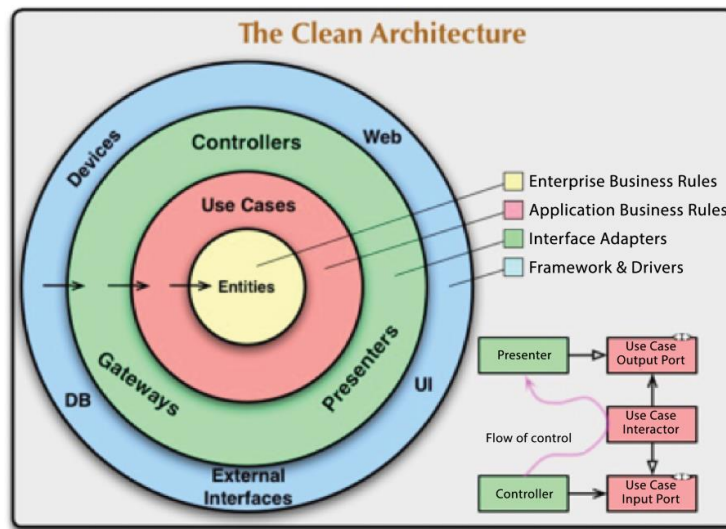 The Clean Architecture
Devices
Web
Controllers
Use Cases
Entities
Gateways
Presenters
DB
UI
External
Interfaces
Enterprise Business Rules
Application Business Rules
Interface Adapters
Framework & Drivers
Presenter
Use Case
Output Port
Flow of control
Use Case
Interactor
Controller
Use Case
Input Port